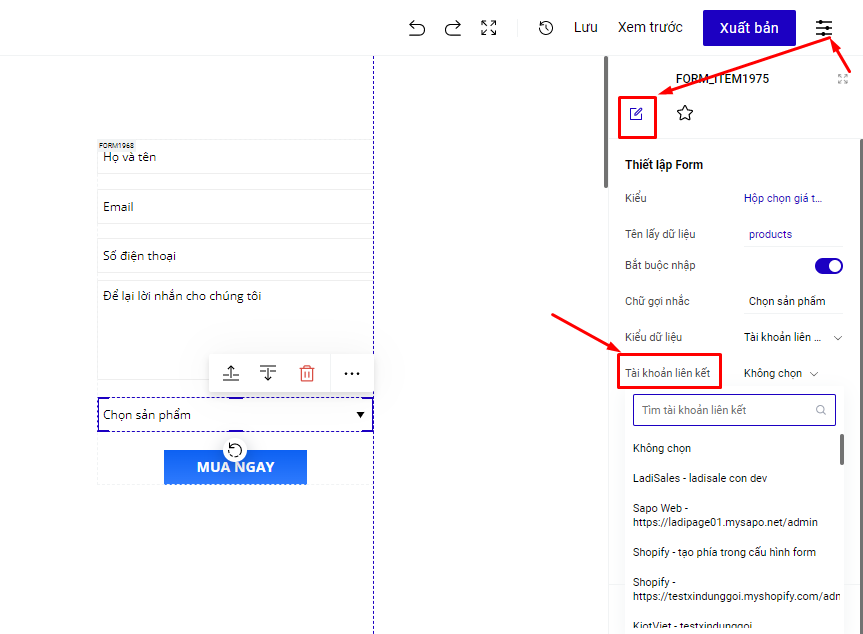 Lưu
Xem trước
Xuất bản
FORM_ITEM1975
FORM1968
Họ và tên
Email
Số điện thoại
Để lại lời nhắn cho chúng tôi
Chọn sản phẩm
MUA NGAY
Thiết lập Form
Kiểu
Hộp chọn giá t...
Tên lấy dữ liệu
products
Bắt buộc nhập
Chữ gợi nhắc
Chọn sản phẩm
Kiểu dữ liệu
Tài khoản liên ...
Tài khoản liên kết
Không chọn
Tìm tài khoản liên kết
Không chọn
LadiSales - ladisale con dev
Sapo Web -
https://ladipage01.mysapo.net/admin
Shopify - tạo phía trong cấu hình form
Shopify -
https://testxindunggoi.myshopify.com/adn
KiotViet - testxindunggoi